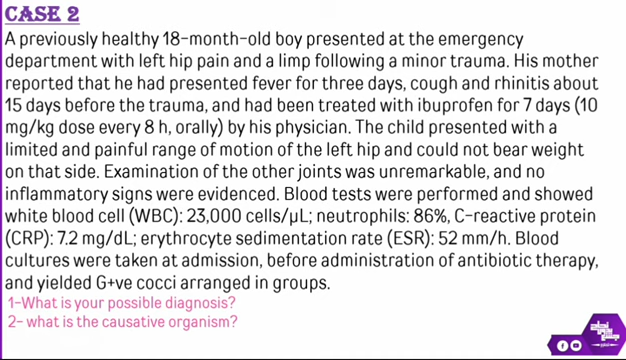 CASE 2
A previously healthy 18-month-old boy presented at the emergency
department with left hip pain and a limp following a minor trauma. His mother
reported that he had presented fever for three days, cough and rhinitis about
15 days before the trauma, and had been treated with ibuprofen for 7 days (10
mg/kg dose every 8 h, orally) by his physician. The child presented with a
limited and painful range of motion of the left hip and could not bear weight
on that side. Examination of the other joints was unremarkable, and no
inflammatory signs were evidenced. Blood tests were performed and showed
white blood cell (WBC): 23,000 cells/µL; neutrophils: 86%, C-reactive protein
(CRP): 7.2 mg/dL; erythrocyte sedimentation rate (ESR): 52 mm/h. Blood
cultures were taken at admission, before administration of antibiotic therapy,
and yielded G+ve cocci arranged in groups.
1-What is your possible diagnosis?
2- what is the causative organism?